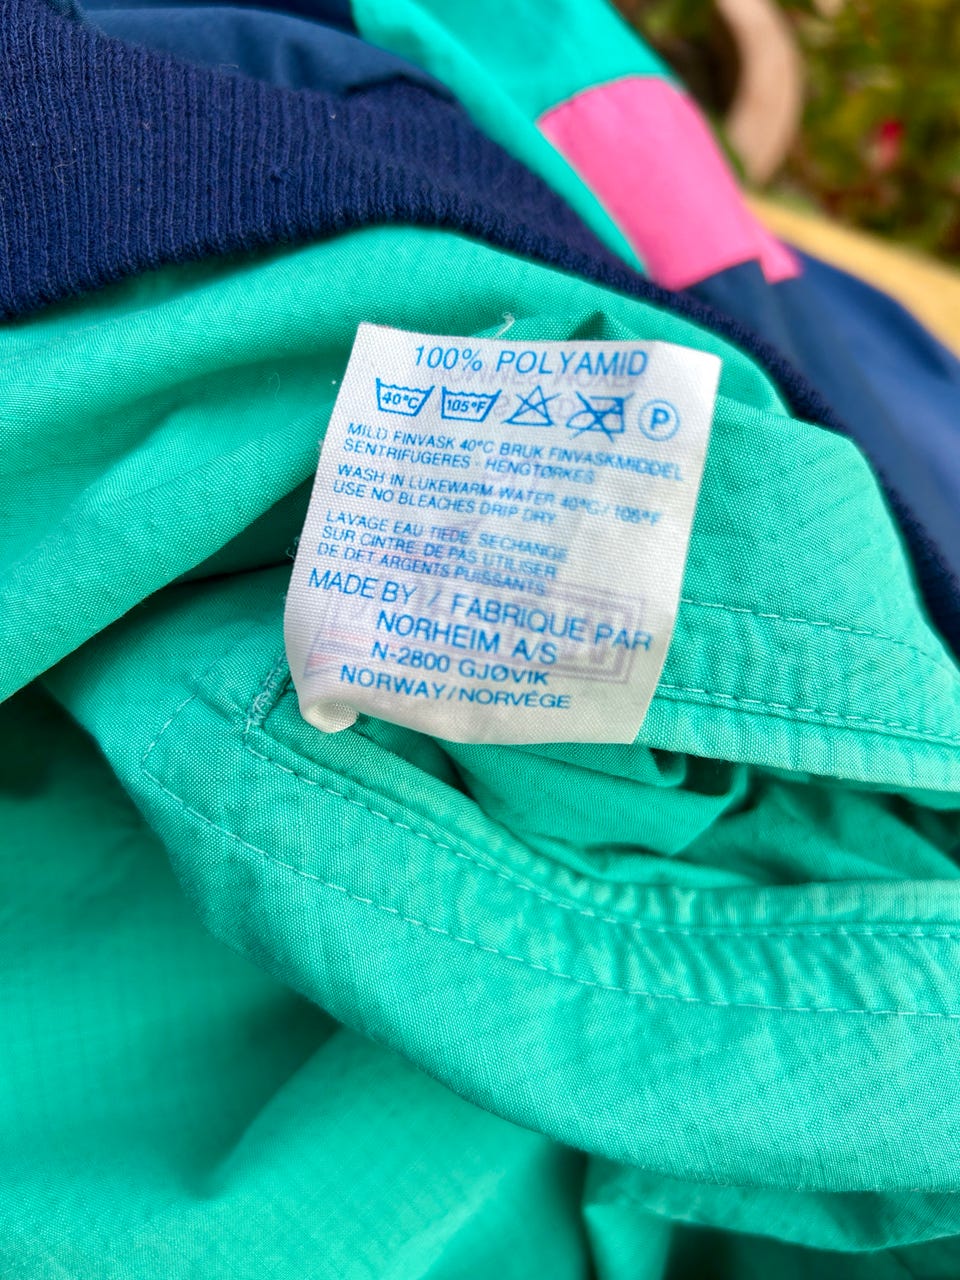 100% POLYAMID
40°C 105°F P
MILD FINVASK 40°C BRUK FINVASKMIDDEL
SENTRIFUGERES - HENGTØRKES
WASH IN LUKEWARM WATER 40°C / 105°F
USE NO BLEACHES DRIP DRY
LAVAGE EAU TIEDE SECHANGE
SUR CINTRE DE PAS UTILISER
DE DET ARGENTS PUISSANTS
MADE BY / FABRIQUE PAR
NORHEIM A/S
N-2800 GJØVIK
NORWAY/NORVÉGE